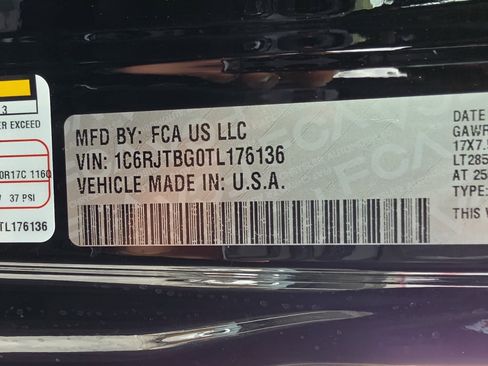 3
R EXCEED
0R17C 116Q
37 PSI
TL176136
MFD BY: FCA US LLC
VIN: 1C6RJTBG0TL176136
VEHICLE MADE IN: U.S.A.
DATE
GAWR
17X7.5
LT285
AT 25
TYPE:
THIS V